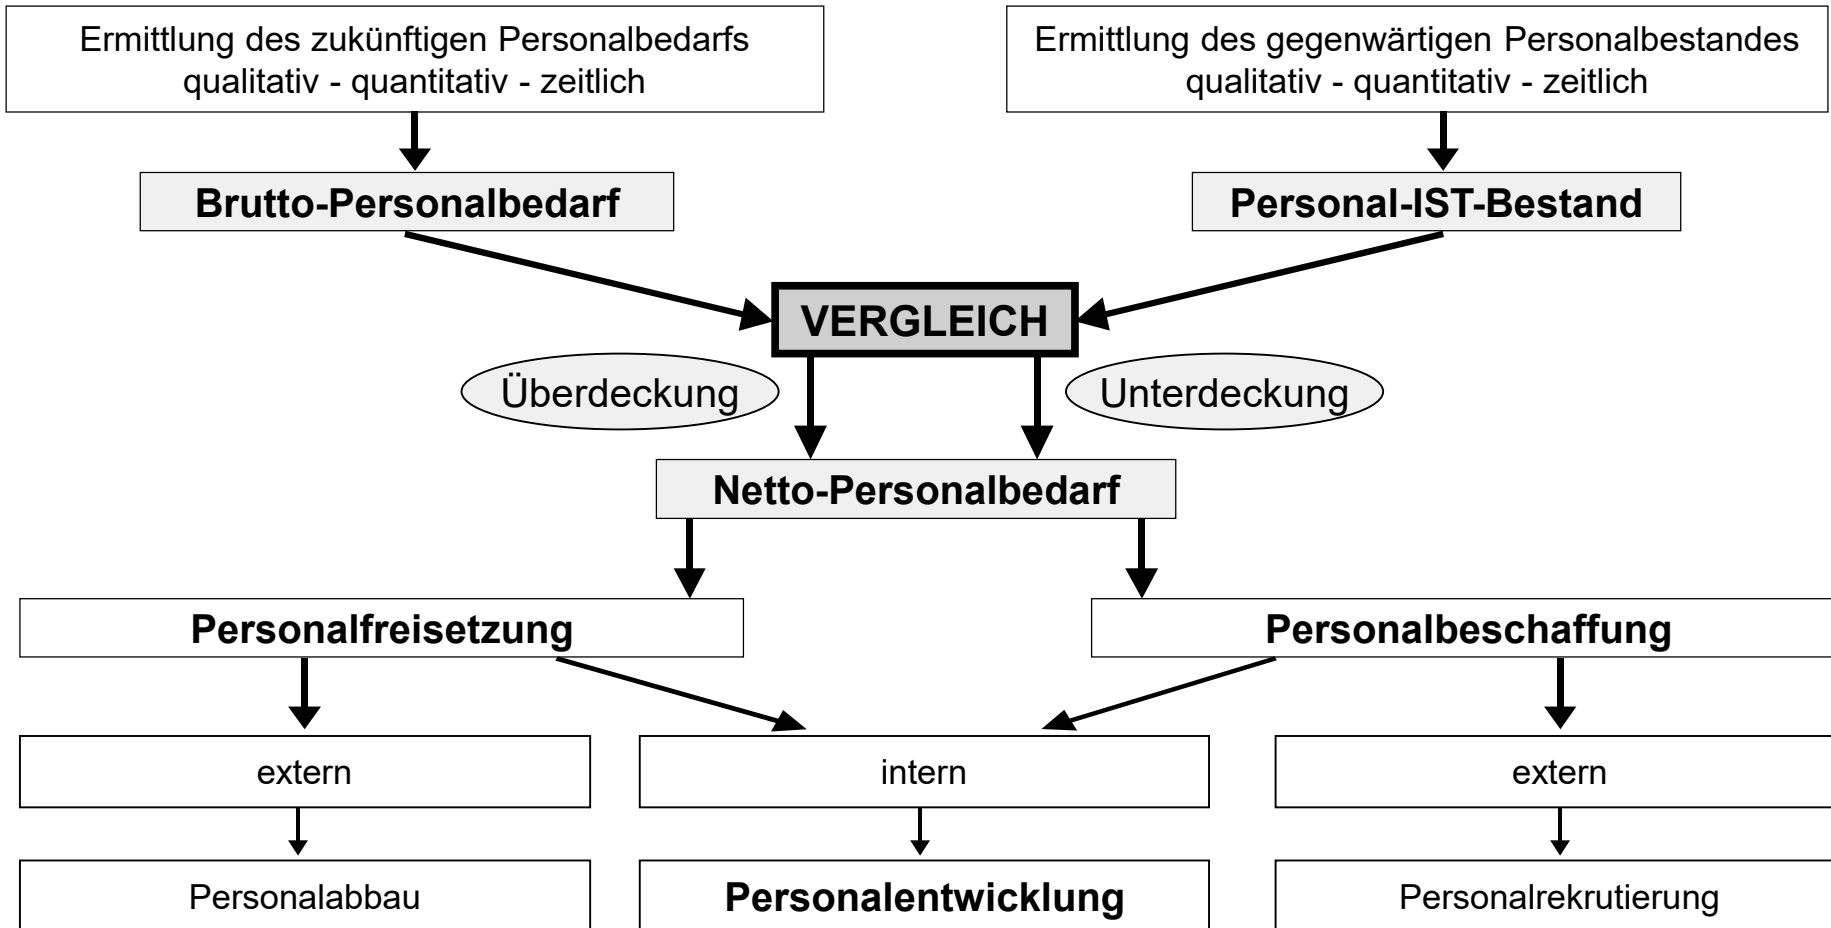 Ermittlung des zukünftigen Personalbedarfs
qualitativ - quantitativ - zeitlich
Ermittlung des gegenwärtigen Personalbestandes
qualitativ - quantitativ - zeitlich
Brutto-Personalbedarf
Personal-IST-Bestand
VERGLEICH
Überdeckung
Unterdeckung
Netto-Personalbedarf
Personalfreisetzung
Personalbeschaffung
extern
intern
extern
Personalabbau
Personalentwicklung
Personalrekrutierung